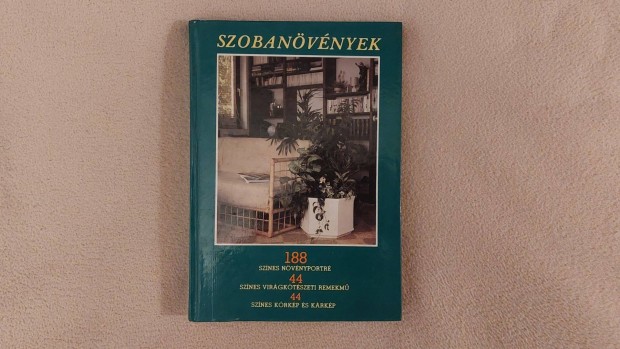 SZOBANÖVÉNYEK
188
SZÍNES NÖVÉNYPORTRÉ
44
SZÍNES VIRÁGKÖTÉSZETI REMEKMŰ
44
SZÍNES KÓRKÉP ÉS KÁRKÉP